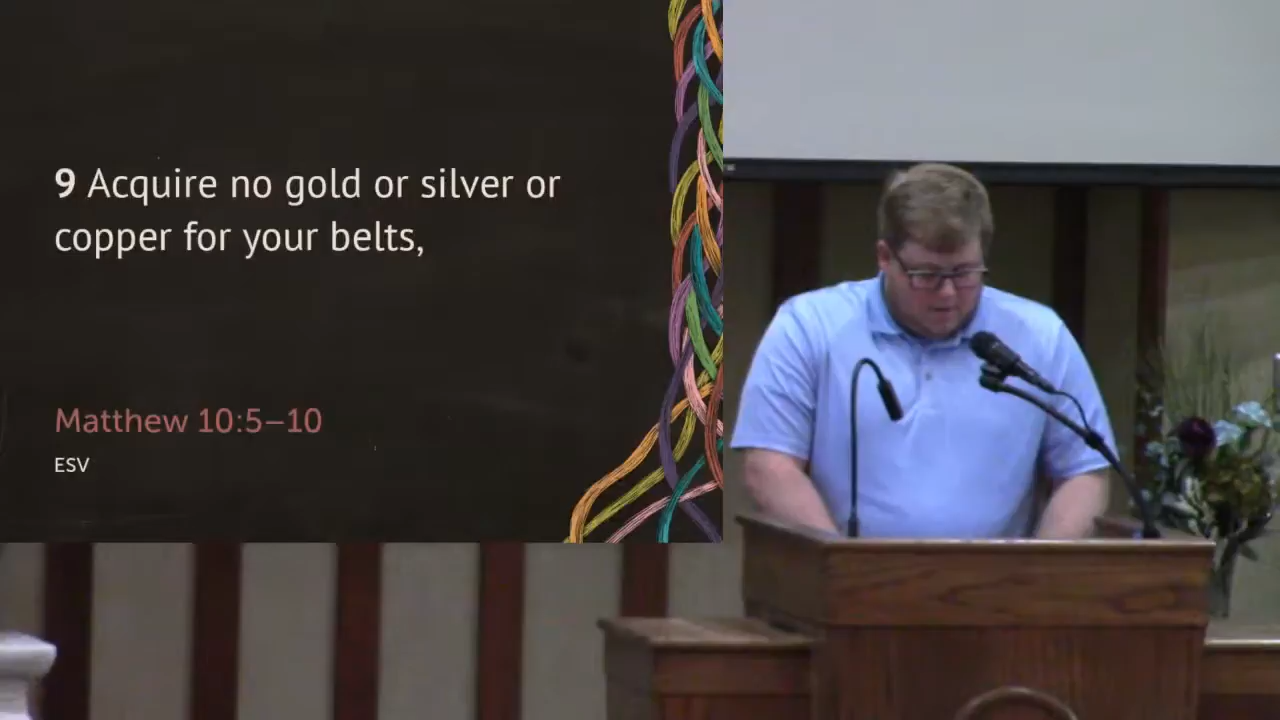 9 Acquire no gold or silver or
copper for your belts,
Matthew 10:5–10
ESV